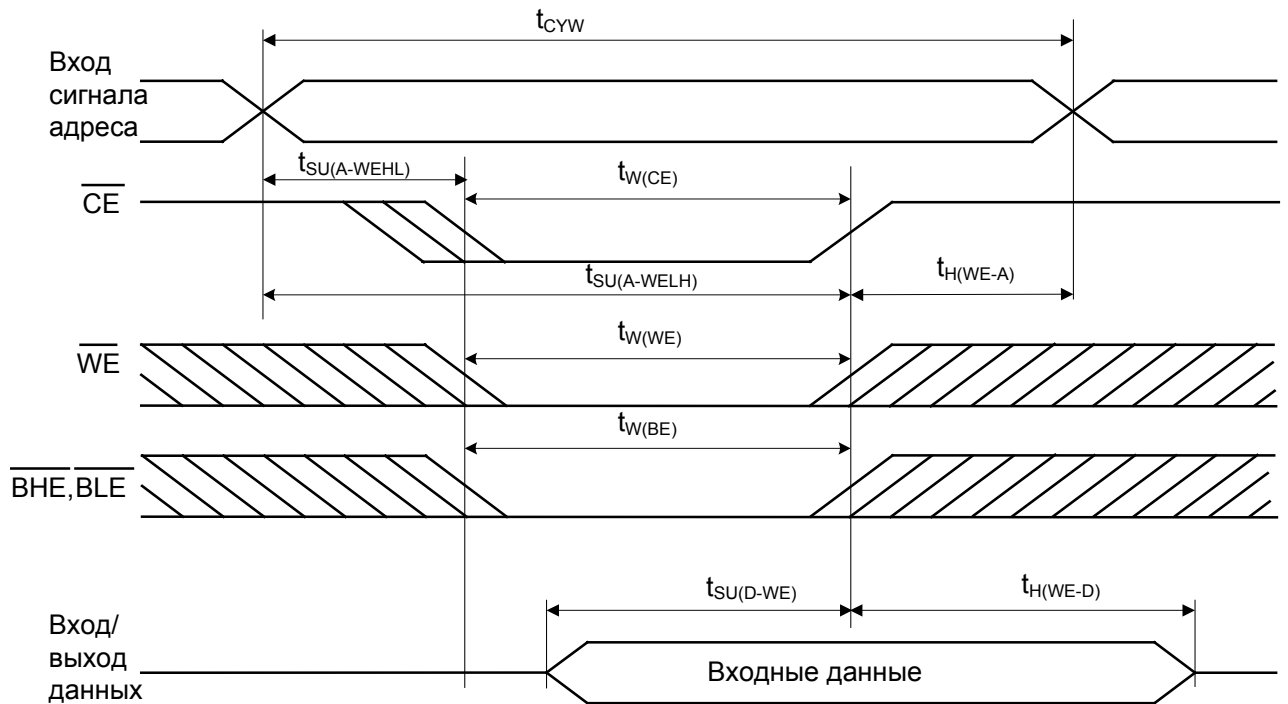 tCYW
Вход
сигнала
адреса
tSU(A-WEHL)
tW(CE)
CE
tSU(A-WELH)
tH(WE-A)
tW(WE)
WE
tW(BE)
BHE,BLE
tSU(D-WE)
tH(WE-D)
Вход/
выход
данных
Входные данные